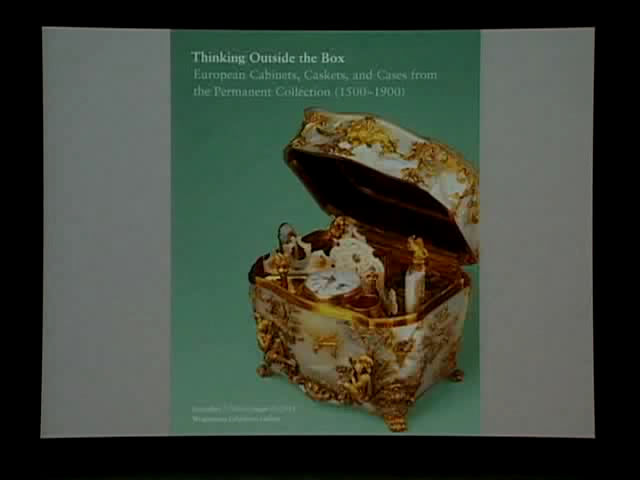 Thinking Outside the Box
European Cabinets, Caskets, and Cases from
the Permanent Collection (1500–1900)